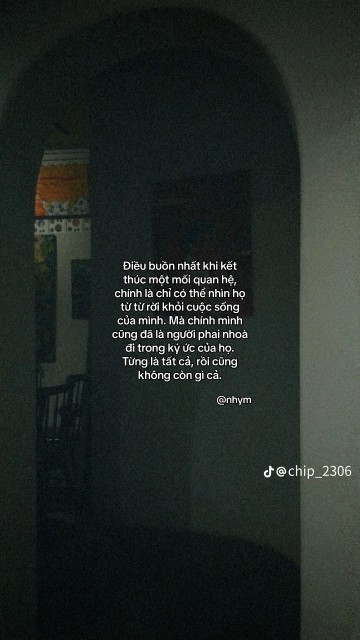 Điều buồn nhất khi kết
thúc một mối quan hệ,
chính là chỉ có thể nhìn họ
từ từ rời khỏi cuộc sống
của mình. Mà chính mình
cũng đã là người phai nhoà
đi trong ký ức của họ.
Từng là tất cả, rồi cũng
không còn gì cả.
@nhym
@chip_2306